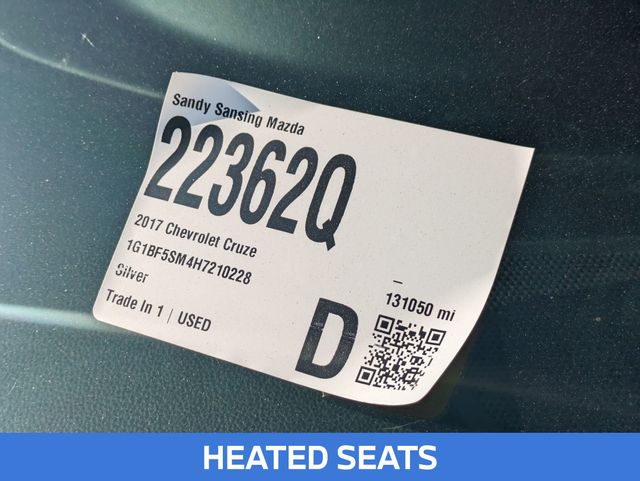 Sandy Sansing Mazda
22362Q
2017 Chevrolet Cruze
1G1BF5SM4H7210228
Silver
Trade In 1 / USED
–
131050 mi
D
HEATED SEATS